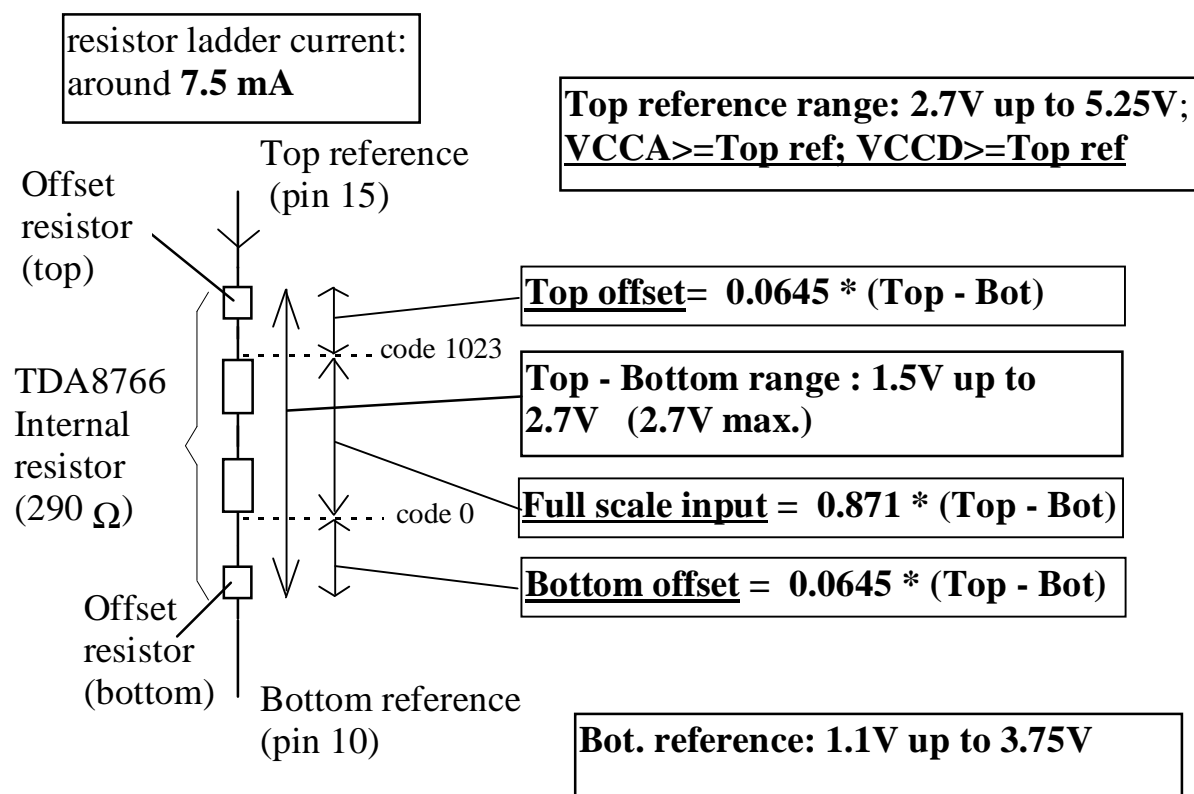 resistor ladder current:
around 7.5 mA
Top reference range: 2.7V up to 5.25V;
VCCA>=Top ref; VCCD>=Top ref
Top reference
(pin 15)
Offset
resistor
(top)
Top offset= 0.0645 * (Top - Bot)
code 1023
TDA8766
Internal
resistor
(290 Ω)
Top - Bottom range : 1.5V up to
2.7V (2.7V max.)
Full scale input = 0.871 * (Top - Bot)
code 0
Bottom offset = 0.0645 * (Top - Bot)
Offset
resistor
(bottom)
Bottom reference
(pin 10)
Bot. reference: 1.1V up to 3.75V